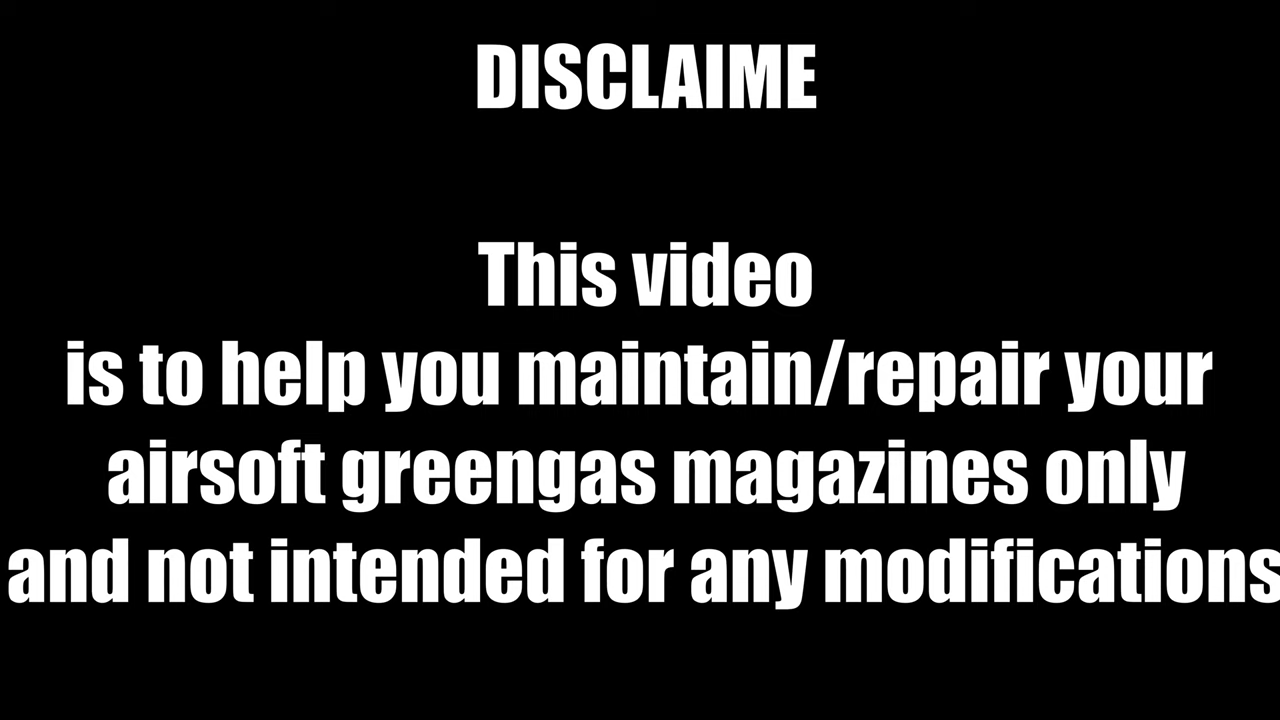 DISCLAIME
This video
is to help you maintain/repair your
airsoft greengas magazines only
and not intended for any modifications